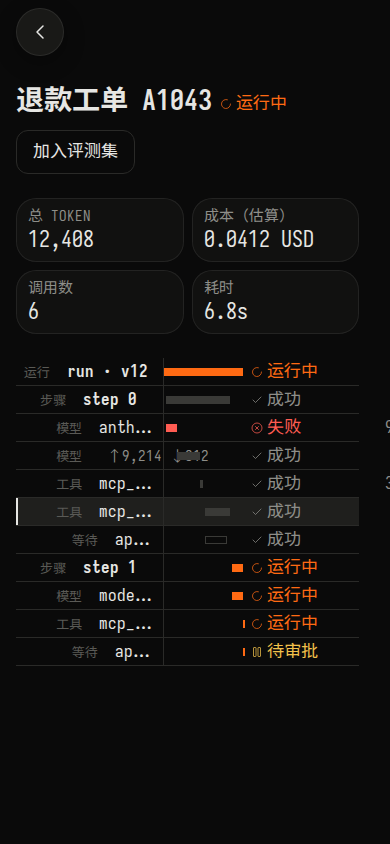 退款工单 A1043 运行中
加入评测集
总 TOKEN
12,408
成本（估算）
0.0412 USD
调用数
6
耗时
6.8s
运行 run · v12 运行中
步骤 step 0 成功
模型 anth... 失败
模型 ↑9,214 成功
工具 mcp_... 成功
工具 mcp_... 成功
等待 ap... 成功
步骤 step 1 运行中
模型 mode... 运行中
工具 mcp_... 运行中
等待 ap... 待审批